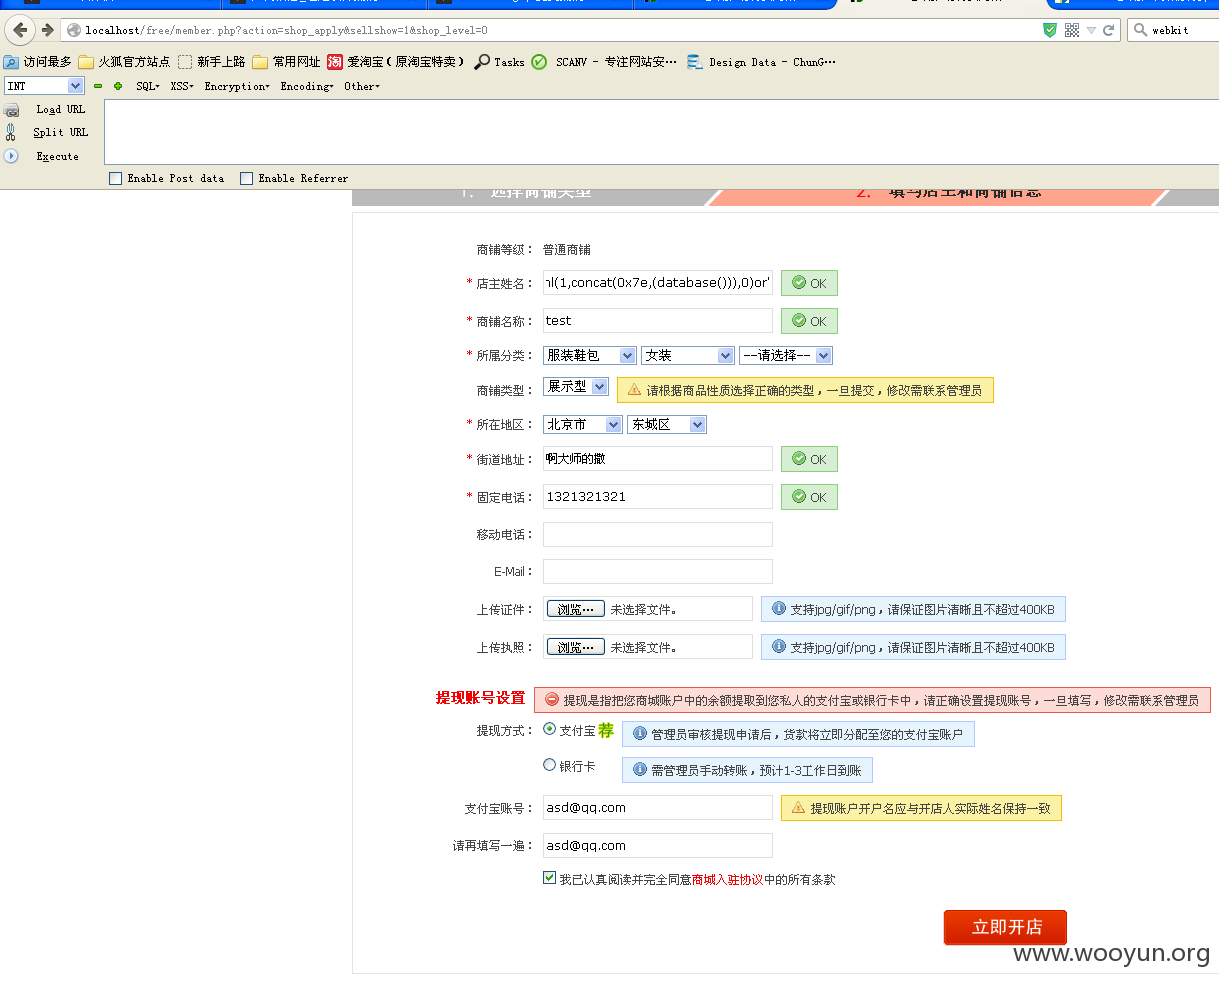 localhost/free/member.php?action=shop_apply&sellshow=1&shop_level=0
webkit
访问最多 火狐官方站点 新手上路 常用网址 淘 爱淘宝（原淘宝特卖） Tasks SCANV - 专注网站安… Design Data - ChunG…
INT SQL XSS Encryption Encoding Other
Load URL
Split URL
Execute
Enable Post data Enable Referrer
1. 选择商铺类型 2. 填写店主和商铺信息
商铺等级： 普通商铺
* 店主姓名： nl(1,concat(0x7e,(database())),0)or' OK
* 商铺名称： test OK
* 所属分类： 服装鞋包 女装 --请选择--
商铺类型： 展示型 请根据商品性质选择正确的类型，一旦提交，修改需联系管理员
* 所在地区： 北京市 东城区
* 街道地址： 啊大师的撒 OK
* 固定电话： 1321321321 OK
移动电话：
E-Mail：
上传证件： 浏览… 未选择文件。 支持jpg/gif/png，请保证图片清晰且不超过400KB
上传执照： 浏览… 未选择文件。 支持jpg/gif/png，请保证图片清晰且不超过400KB
提现账号设置 提现是指把您商城账户中的余额提取到您私人的支付宝或银行卡中，请正确设置提现账号，一旦填写，修改需联系管理员
提现方式： 支付宝 荐 管理员审核提现申请后，货款将立即分配至您的支付宝账户
银行卡 需管理员手动转账，预计1-3工作日到账
支付宝账号： asd@qq.com 提现账户开户名应与开店人实际姓名保持一致
请再填写一遍： asd@qq.com
我已认真阅读并完全同意商城入驻协议中的所有条款
立即开店
www.wooyun.org